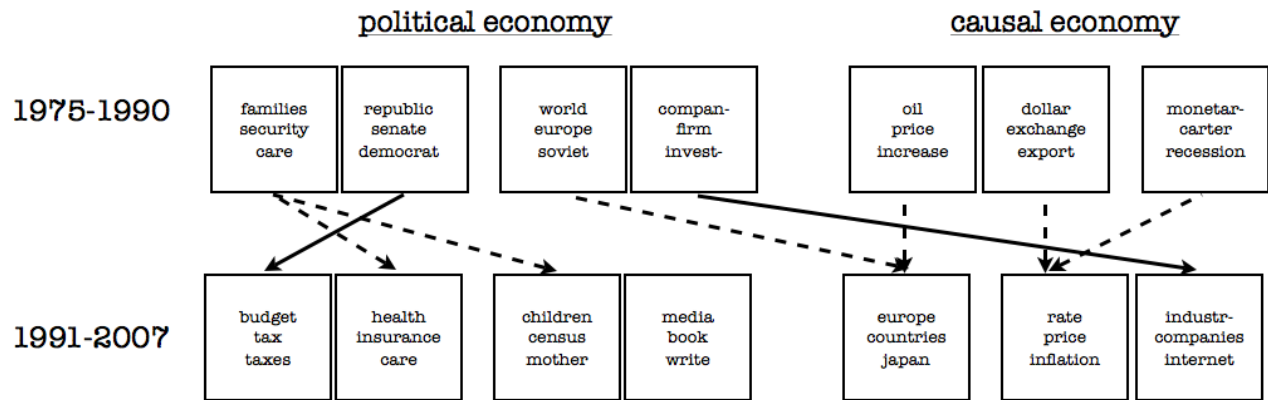 political economy
causal economy
1975-1990
families
security
care
republic
senate
democrat
world
europe
soviet
compan-
firm
invest-
oil
price
increase
dollar
exchange
export
monetar-
carter
recession
1991-2007
budget
tax
taxes
health
insurance
care
children
census
mother
media
book
write
europe
countries
japan
rate
price
inflation
industr-
companies
internet